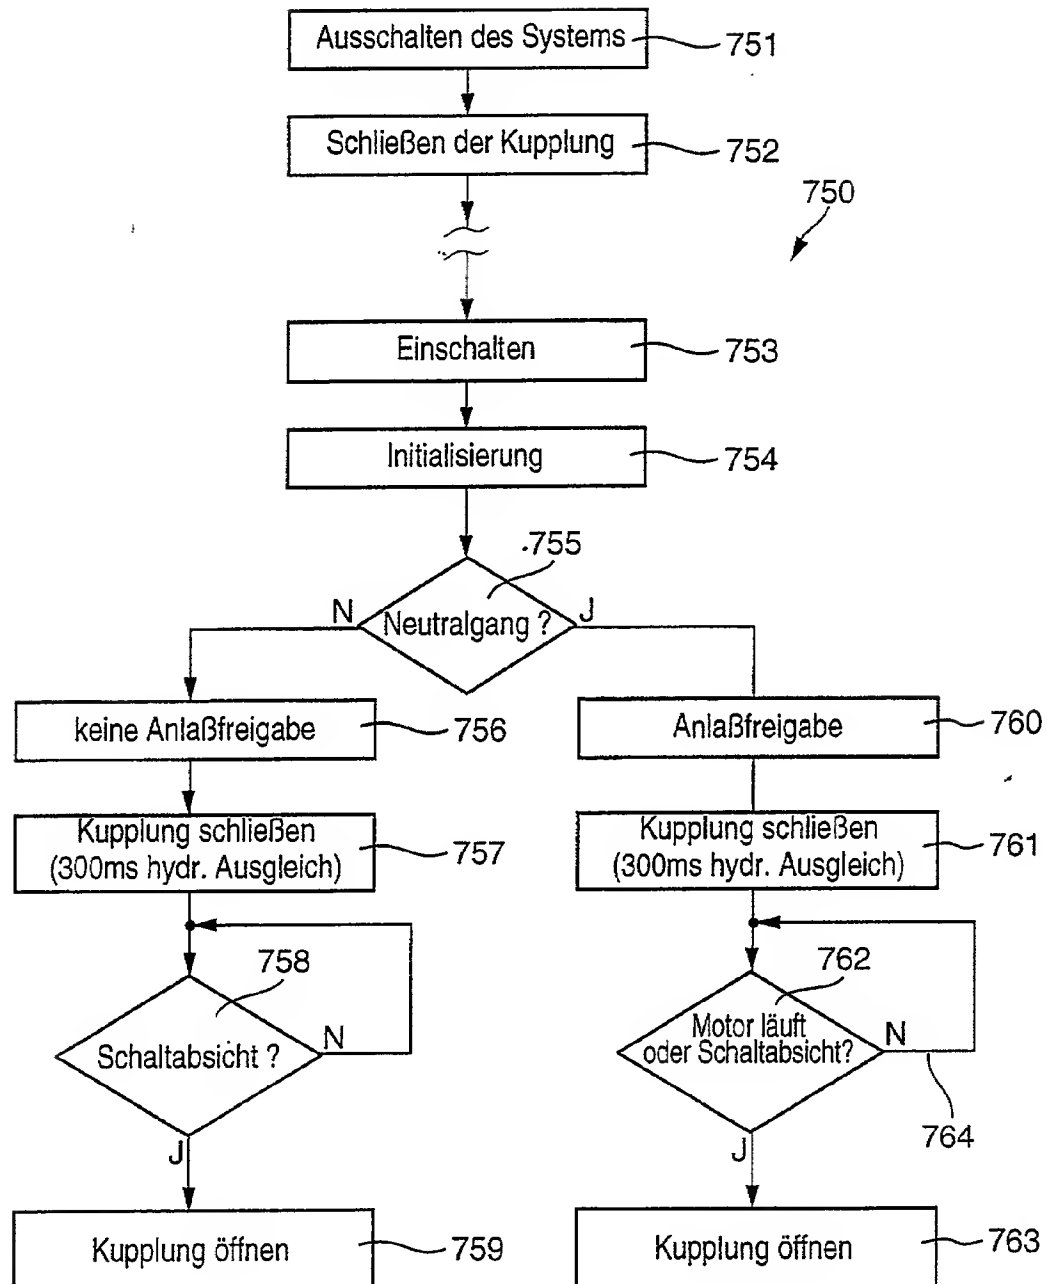 Ausschalten des Systems
751
Schließen der Kupplung
752
750
Einschalten
753
Initialisierung
754
755
N
Neutralgang ?
J
keine Anlaßfreigabe
756
Anlaßfreigabe
760
Kupplung schließen
(300ms hydr. Ausgleich)
757
Kupplung schließen
(300ms hydr. Ausgleich)
761
758
Schaltabsicht ?
N
J
762
Motor läuft
oder Schaltabsicht?
N
764
J
Kupplung öffnen
759
Kupplung öffnen
763